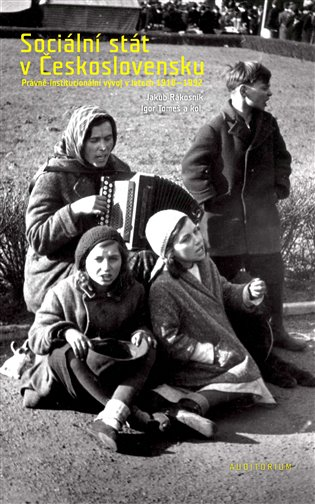 Sociální stát
v Československu
Právně-institucionální vývoj v letech 1918–1992
Jakub Rákosník
Igor Tomeš a kol.
AUDITORIUM